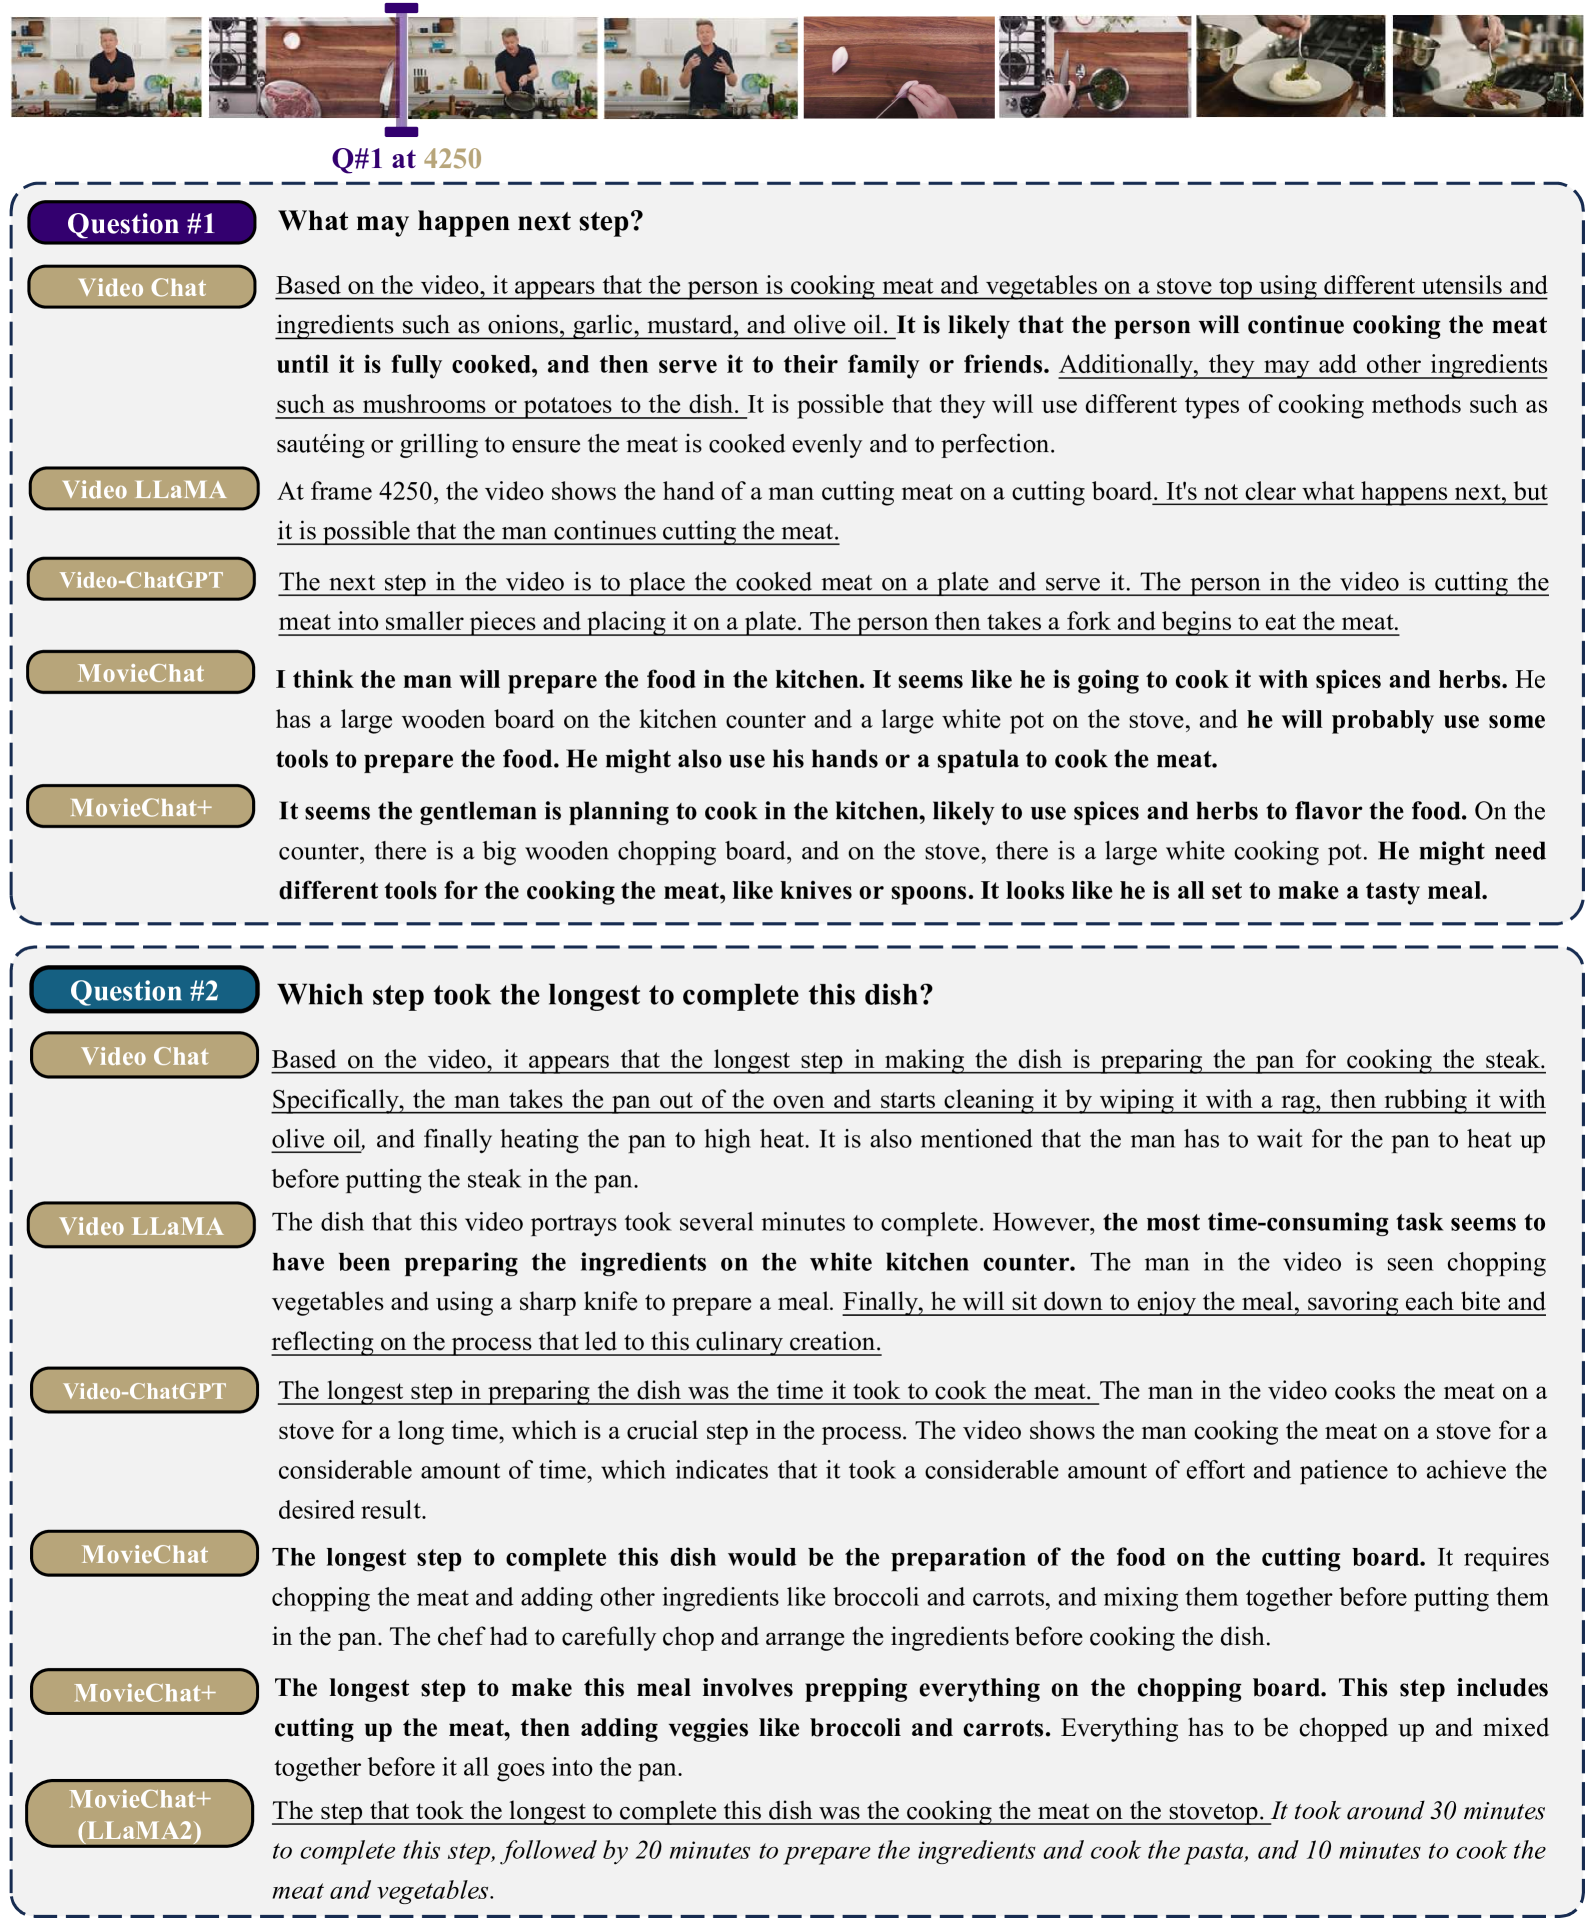 Q#1 at 4250
Question #1
What may happen next step?
Video Chat
Based on the video, it appears that the person is cooking meat and vegetables on a stove top using different utensils and
ingredients such as onions, garlic, mustard, and olive oil. It is likely that the person will continue cooking the meat
until it is fully cooked, and then serve it to their family or friends. Additionally, they may add other ingredients
such as mushrooms or potatoes to the dish. It is possible that they will use different types of cooking methods such as
sautéing or grilling to ensure the meat is cooked evenly and to perfection.
Video LLaMA
At frame 4250, the video shows the hand of a man cutting meat on a cutting board. It's not clear what happens next, but
it is possible that the man continues cutting the meat.
Video-ChatGPT
The next step in the video is to place the cooked meat on a plate and serve it. The person in the video is cutting the
meat into smaller pieces and placing it on a plate. The person then takes a fork and begins to eat the meat.
MovieChat
I think the man will prepare the food in the kitchen. It seems like he is going to cook it with spices and herbs. He
has a large wooden board on the kitchen counter and a large white pot on the stove, and he will probably use some
tools to prepare the food. He might also use his hands or a spatula to cook the meat.
MovieChat+
It seems the gentleman is planning to cook in the kitchen, likely to use spices and herbs to flavor the food. On the
counter, there is a big wooden chopping board, and on the stove, there is a large white cooking pot. He might need
different tools for the cooking the meat, like knives or spoons. It looks like he is all set to make a tasty meal.
Question #2
Which step took the longest to complete this dish?
Video Chat
Based on the video, it appears that the longest step in making the dish is preparing the pan for cooking the steak.
Specifically, the man takes the pan out of the oven and starts cleaning it by wiping it with a rag, then rubbing it with
olive oil, and finally heating the pan to high heat. It is also mentioned that the man has to wait for the pan to heat up
before putting the steak in the pan.
Video LLaMA
The dish that this video portrays took several minutes to complete. However, the most time-consuming task seems to
have been preparing the ingredients on the white kitchen counter. The man in the video is seen chopping
vegetables and using a sharp knife to prepare a meal. Finally, he will sit down to enjoy the meal, savoring each bite and
reflecting on the process that led to this culinary creation.
Video-ChatGPT
The longest step in preparing the dish was the time it took to cook the meat. The man in the video cooks the meat on a
stove for a long time, which is a crucial step in the process. The video shows the man cooking the meat on a stove for a
considerable amount of time, which indicates that it took a considerable amount of effort and patience to achieve the
desired result.
MovieChat
The longest step to complete this dish would be the preparation of the food on the cutting board. It requires
chopping the meat and adding other ingredients like broccoli and carrots, and mixing them together before putting them
in the pan. The chef had to carefully chop and arrange the ingredients before cooking the dish.
MovieChat+
The longest step to make this meal involves prepping everything on the chopping board. This step includes
cutting up the meat, then adding veggies like broccoli and carrots. Everything has to be chopped up and mixed
together before it all goes into the pan.
MovieChat+
(LLaMA2)
The step that took the longest to complete this dish was the cooking the meat on the stovetop. It took around 30 minutes
to complete this step, followed by 20 minutes to prepare the ingredients and cook the pasta, and 10 minutes to cook the
meat and vegetables.